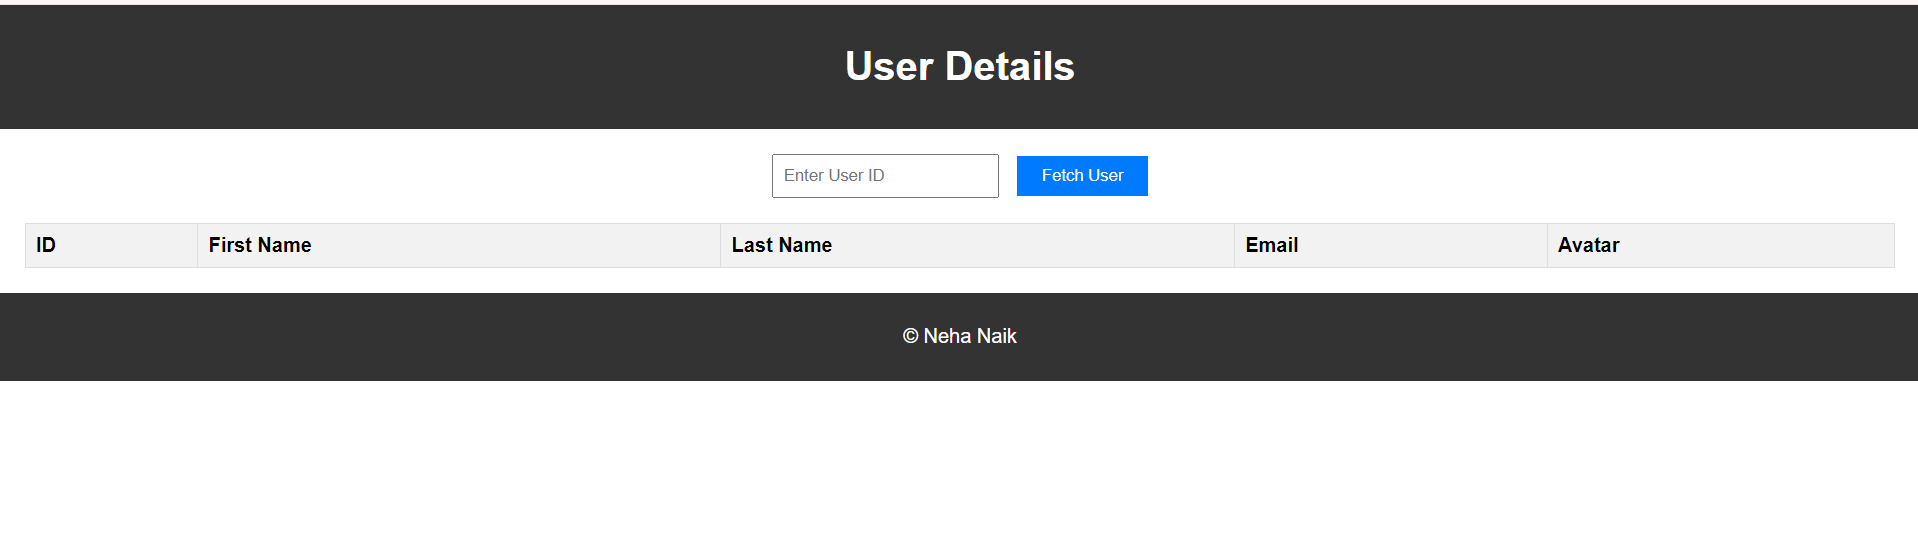 User Details
Enter User ID Fetch User
ID First Name Last Name Email Avatar
© Neha Naik